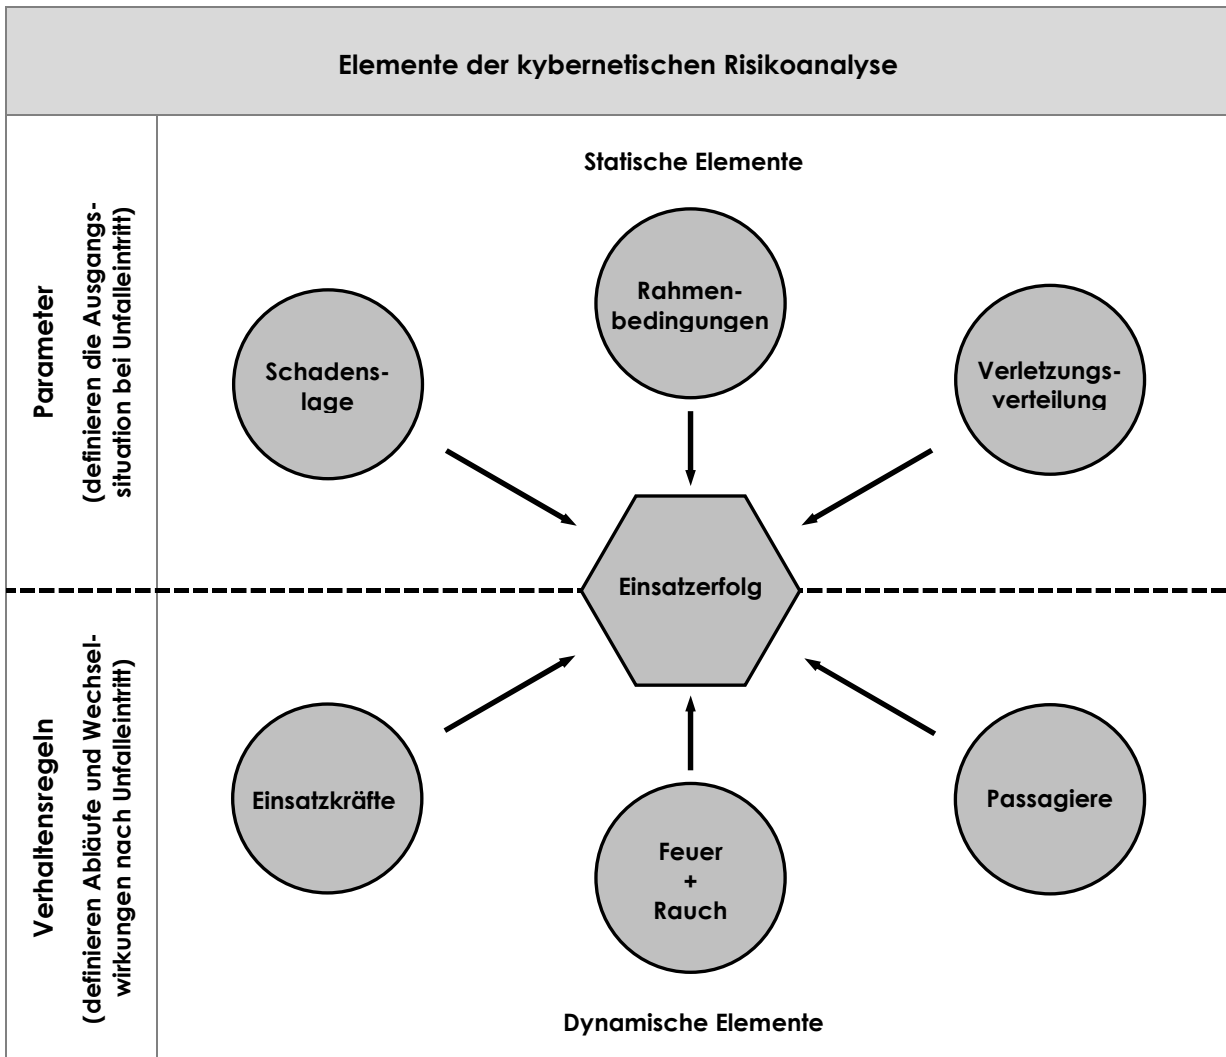 Elemente der kybernetischen Risikoanalyse
Parameter
(definieren die Ausgangs-
situation bei Unfalleintritt)
Statische Elemente
Schadens-
lage
Rahmen-
bedingungen
Verletzungs-
verteilung
Einsatzerfolg
Verhaltensregeln
(definieren Abläufe und Wechsel-
wirkungen nach Unfalleintritt)
Einsatzkräfte
Feuer
+
Rauch
Passagiere
Dynamische Elemente